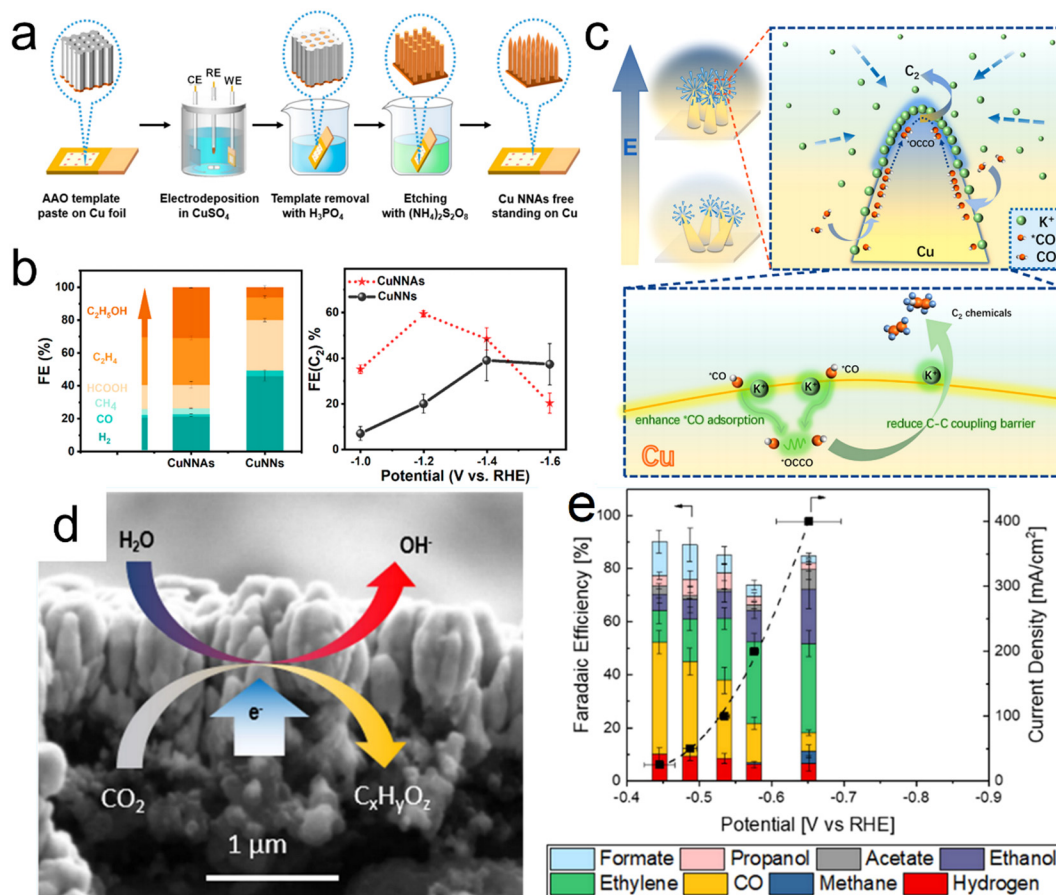 a
CE RE WE
AAO template
paste on Cu foil
Electrodeposition
in CuSO₄
Template removal
with H₃PO₄
Etching
with (NH₄)₂S₂O₈
Cu NNAs free
standing on Cu
b
FE (%)
100
80
60
40
20
0
C₂H₅OH
C₂H₄
HCOOH
CH₄
CO
H₂
CuNNAs
CuNNs
FE(C₂) %
80
60
40
20
0
CuNNAs
CuNNs
-1.0
-1.2
-1.4
-1.6
Potential (V vs. RHE)
c
E
C₂
*OCCO
Cu
K⁺
*CO
CO
C₂ chemicals
*CO
K⁺
K⁺
*CO
K⁺
enhance *CO adsorption
reduce C-C coupling barrier
*OCCO
Cu
d
H₂O
OH⁻
e⁻
CO₂
CₓHᵧO_z
1 µm
e
Faradaic Efficiency [%]
100
80
60
40
20
0
Current Density [mA/cm²]
400
300
200
100
0
-0.4
-0.5
-0.6
-0.7
-0.8
-0.9
Potential [V vs RHE]
Formate
Propanol
Acetate
Ethanol
Ethylene
CO
Methane
Hydrogen